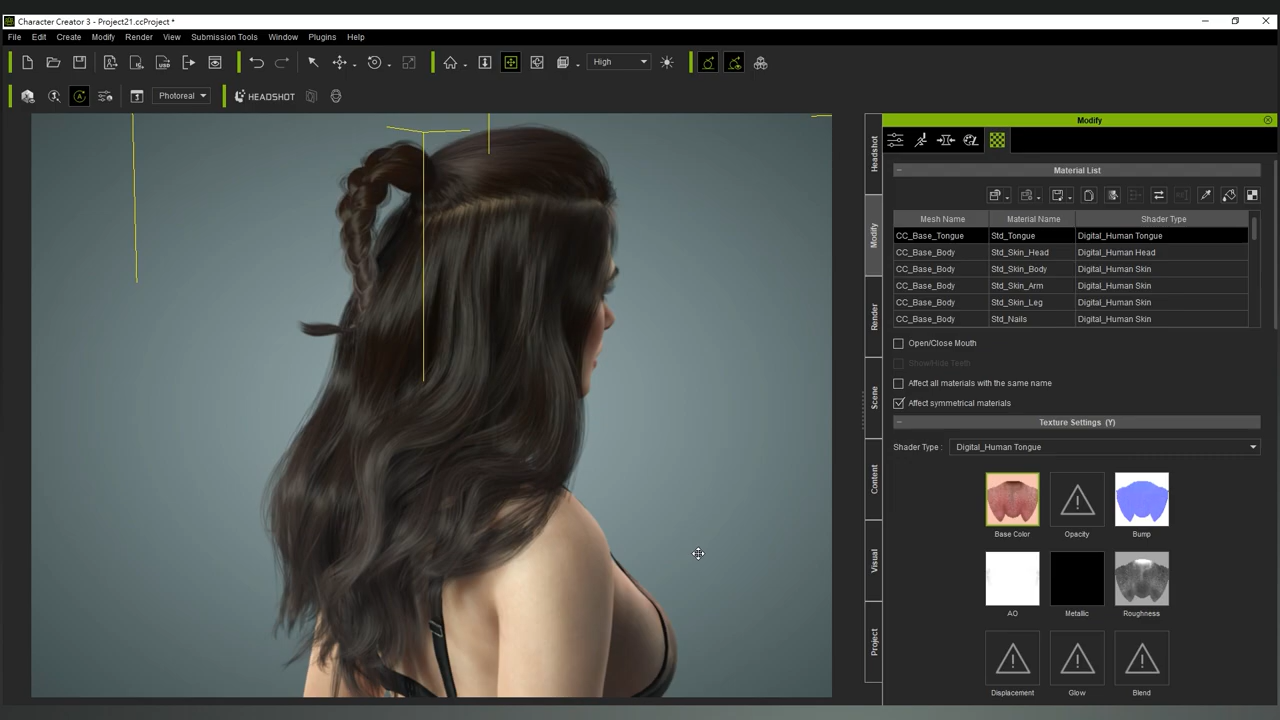 Character Creator 3 - Project21.ccProject *
File Edit Create Modify Render View Submission Tools Window Plugins Help
High
Photoreal HEADSHOT
Headshot
Modify
Render
Scene
Content
Visual
Project
Modify
Material List
Mesh Name Material Name Shader Type
CC_Base_Tongue Std_Tongue Digital_Human Tongue
CC_Base_Body Std_Skin_Head Digital_Human Head
CC_Base_Body Std_Skin_Body Digital_Human Skin
CC_Base_Body Std_Skin_Arm Digital_Human Skin
CC_Base_Body Std_Skin_Leg Digital_Human Skin
CC_Base_Body Std_Nails Digital_Human Skin
Open/Close Mouth
Show/Hide Teeth
Affect all materials with the same name
Affect symmetrical materials
Texture Settings (Y)
Shader Type : Digital_Human Tongue
Base Color Opacity Bump
AO Metallic Roughness
Displacement Glow Blend